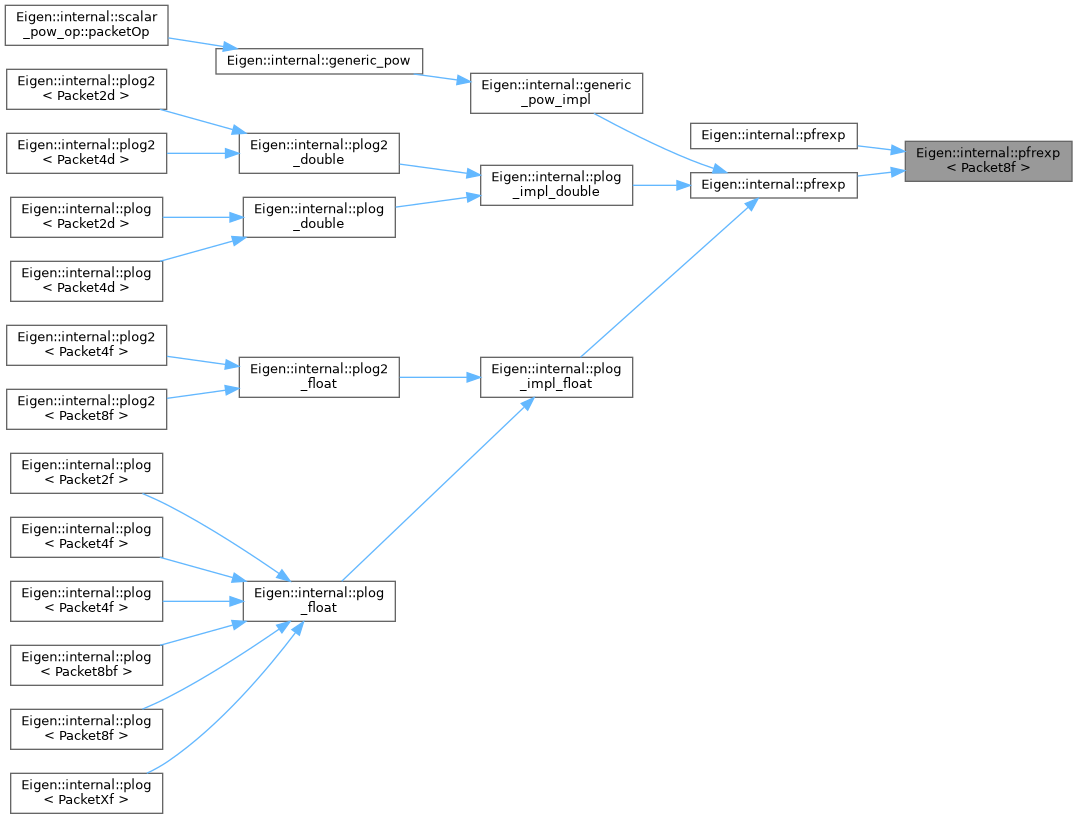 Eigen::internal::scalar
_pow_op::packetOp
Eigen::internal::generic_pow
Eigen::internal::plog2
< Packet2d >
Eigen::internal::generic
_pow_impl
Eigen::internal::pfrexp
Eigen::internal::plog2
< Packet4d >
Eigen::internal::plog2
_double
Eigen::internal::pfrexp
< Packet8f >
Eigen::internal::plog
_impl_double
Eigen::internal::pfrexp
Eigen::internal::plog
< Packet2d >
Eigen::internal::plog
_double
Eigen::internal::plog
< Packet4d >
Eigen::internal::plog2
< Packet4f >
Eigen::internal::plog2
_float
Eigen::internal::plog
_impl_float
Eigen::internal::plog2
< Packet8f >
Eigen::internal::plog
< Packet2f >
Eigen::internal::plog
< Packet4f >
Eigen::internal::plog
< Packet4f >
Eigen::internal::plog
_float
Eigen::internal::plog
< Packet8bf >
Eigen::internal::plog
< Packet8f >
Eigen::internal::plog
< PacketXf >